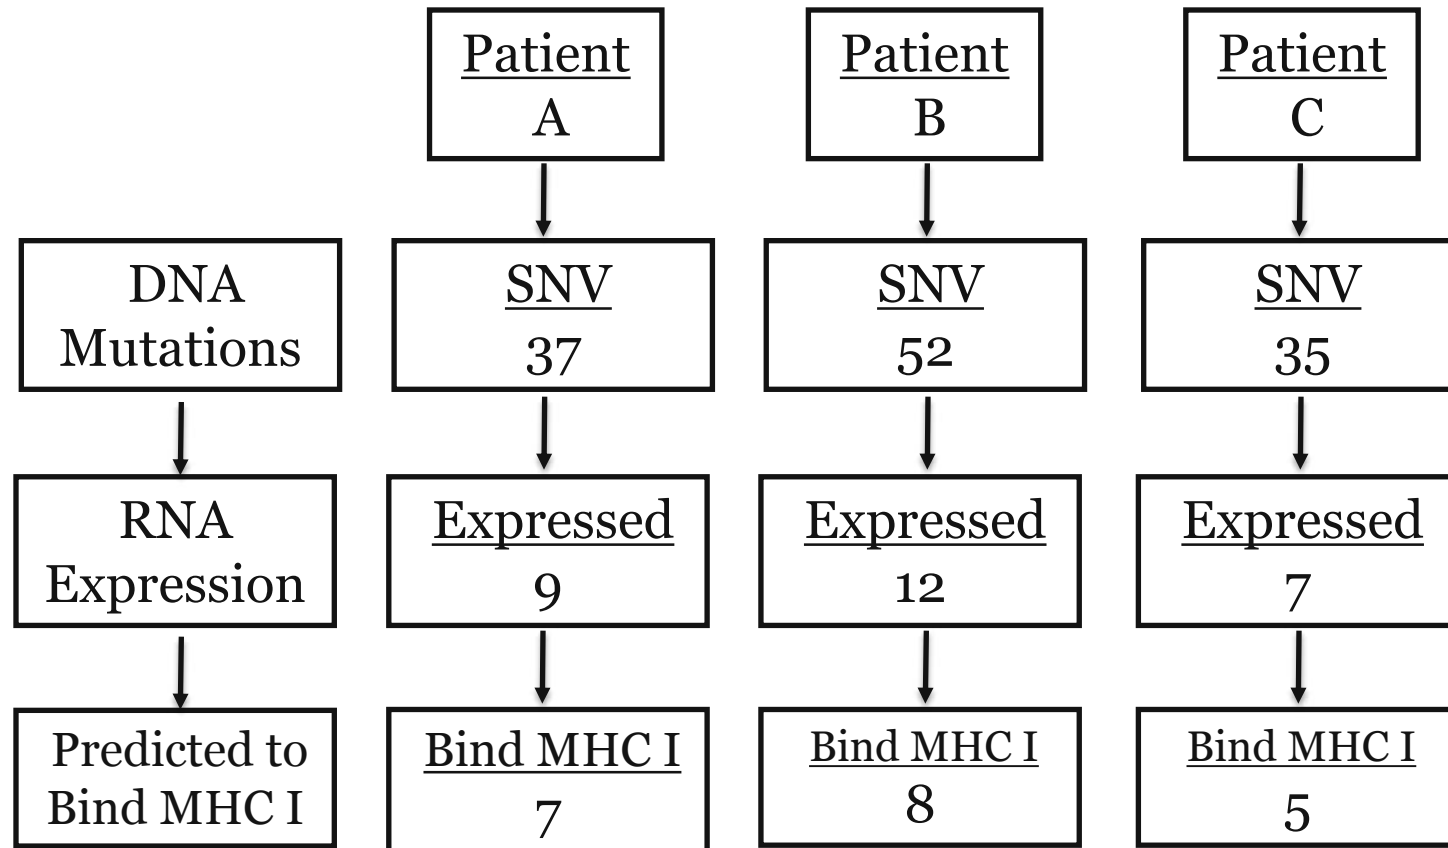 Patient
A
Patient
B
Patient
C
DNA
Mutations
SNV
37
SNV
52
SNV
35
RNA
Expression
Expressed
9
Expressed
12
Expressed
7
Predicted to
Bind MHC I
Bind MHC I
7
Bind MHC I
8
Bind MHC I
5